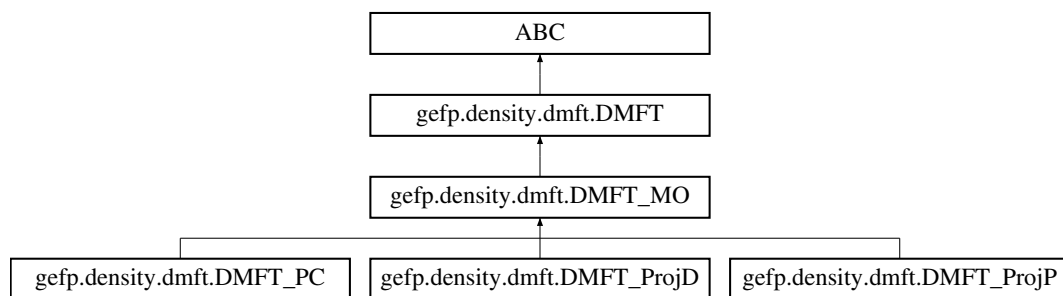 ABC
gefp.density.dmft.DMFT
gefp.density.dmft.DMFT_MO
gefp.density.dmft.DMFT_PC gefp.density.dmft.DMFT_ProjD gefp.density.dmft.DMFT_ProjP